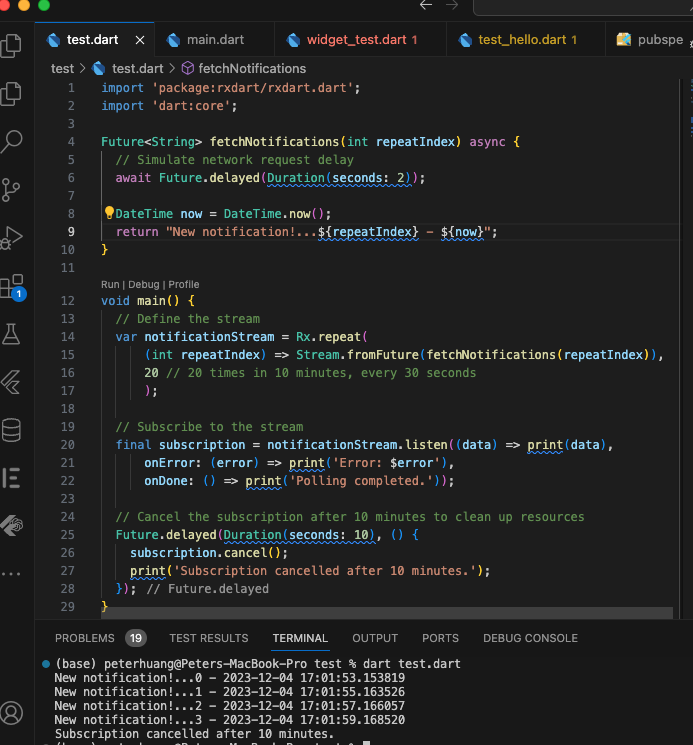 test.dart
main.dart
widget_test.dart 1
test_hello.dart 1
pubspe
test > test.dart > fetchNotifications
1 import 'package:rxdart/rxdart.dart';
2 import 'dart:core';
3
4 Future<String> fetchNotifications(int repeatIndex) async {
5 // Simulate network request delay
6 await Future.delayed(Duration(seconds: 2));
7
8 DateTime now = DateTime.now();
9 return "New notification!...${repeatIndex} - ${now}";
10 }
11
Run | Debug | Profile
12 void main() {
13 // Define the stream
14 var notificationStream = Rx.repeat(
15 (int repeatIndex) => Stream.fromFuture(fetchNotifications(repeatIndex)),
16 20 // 20 times in 10 minutes, every 30 seconds
17 );
18
19 // Subscribe to the stream
20 final subscription = notificationStream.listen((data) => print(data),
21 onError: (error) => print('Error: $error'),
22 onDone: () => print('Polling completed.'));
23
24 // Cancel the subscription after 10 minutes to clean up resources
25 Future.delayed(Duration(seconds: 10), () {
26 subscription.cancel();
27 print('Subscription cancelled after 10 minutes.');
28 }); // Future.delayed
29 }
1
PROBLEMS 19 TEST RESULTS TERMINAL OUTPUT PORTS DEBUG CONSOLE
(base) peterhuang@Peters-MacBook-Pro test % dart test.dart
New notification!...0 - 2023-12-04 17:01:53.153819
New notification!...1 - 2023-12-04 17:01:55.163526
New notification!...2 - 2023-12-04 17:01:57.166057
New notification!...3 - 2023-12-04 17:01:59.168520
Subscription cancelled after 10 minutes.